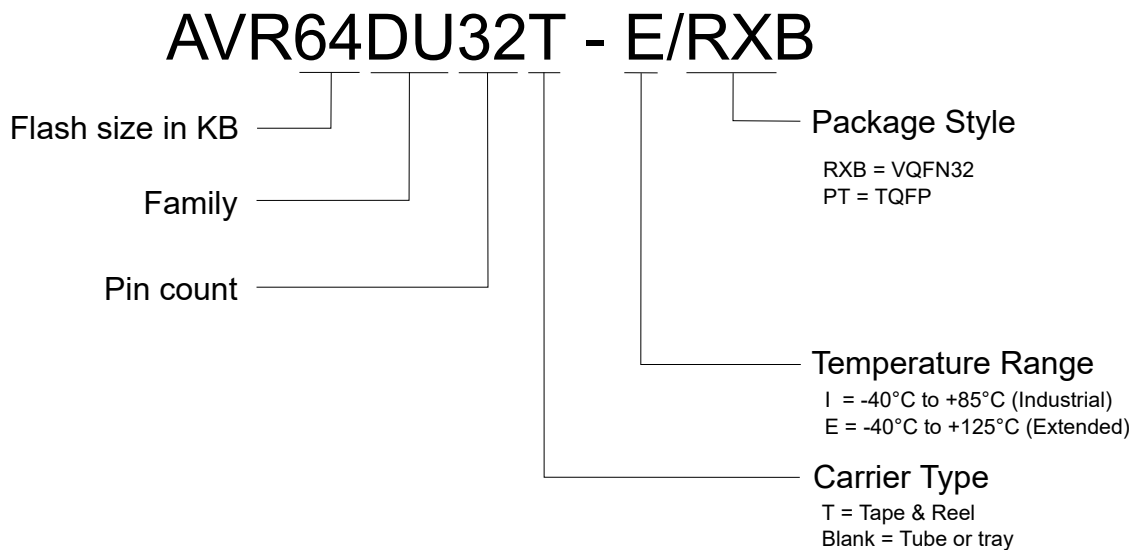 AVR64DU32T - E/RXB
Flash size in KB
Family
Pin count
Package Style
RXB = VQFN32
PT = TQFP
Temperature Range
I = -40°C to +85°C (Industrial)
E = -40°C to +125°C (Extended)
Carrier Type
T = Tape & Reel
Blank = Tube or tray